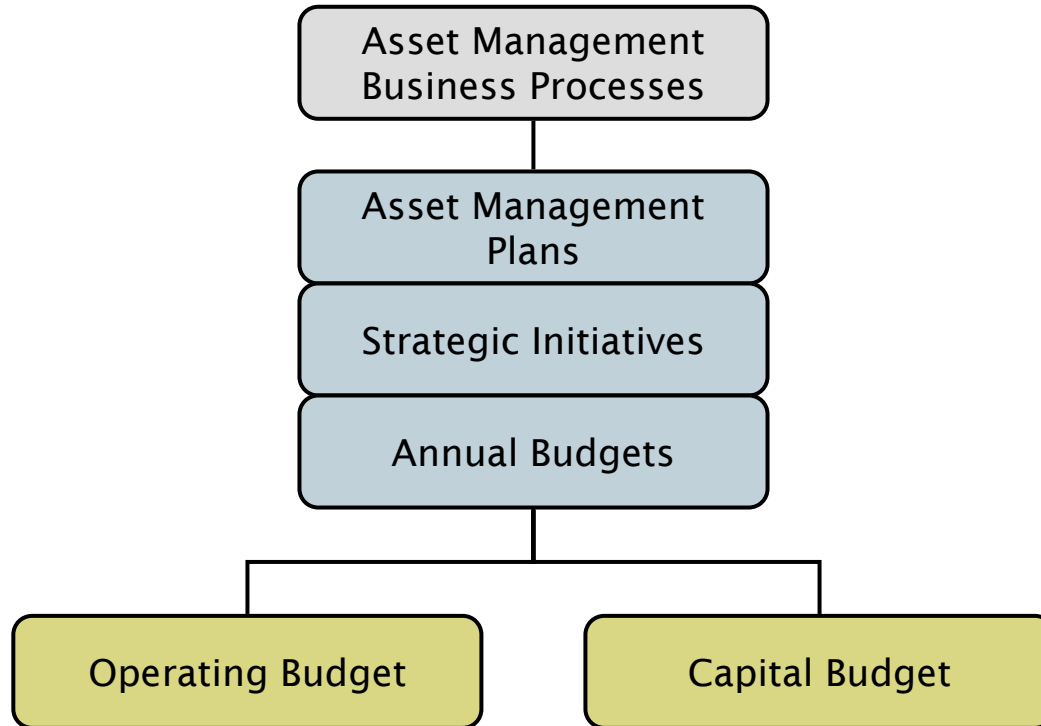 Asset Management
Business Processes
Asset Management
Plans
Strategic Initiatives
Annual Budgets
Operating Budget
Capital Budget